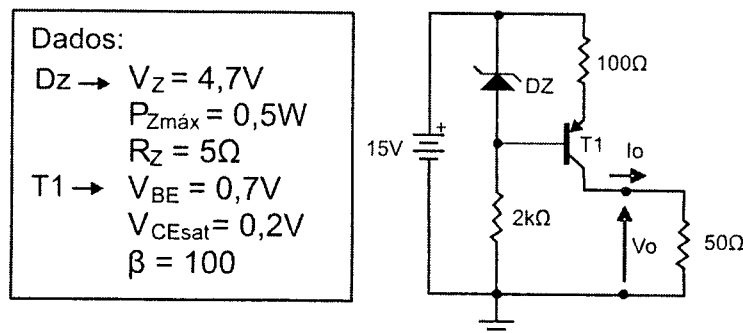 Dados:
Dz → V_Z = 4,7V
P_Zmáx = 0,5W
R_Z = 5Ω
T1 → V_BE = 0,7V
V_CEsat = 0,2V
β = 100
100Ω
DZ
15V
+
T1
Io
2kΩ
Vo
50Ω